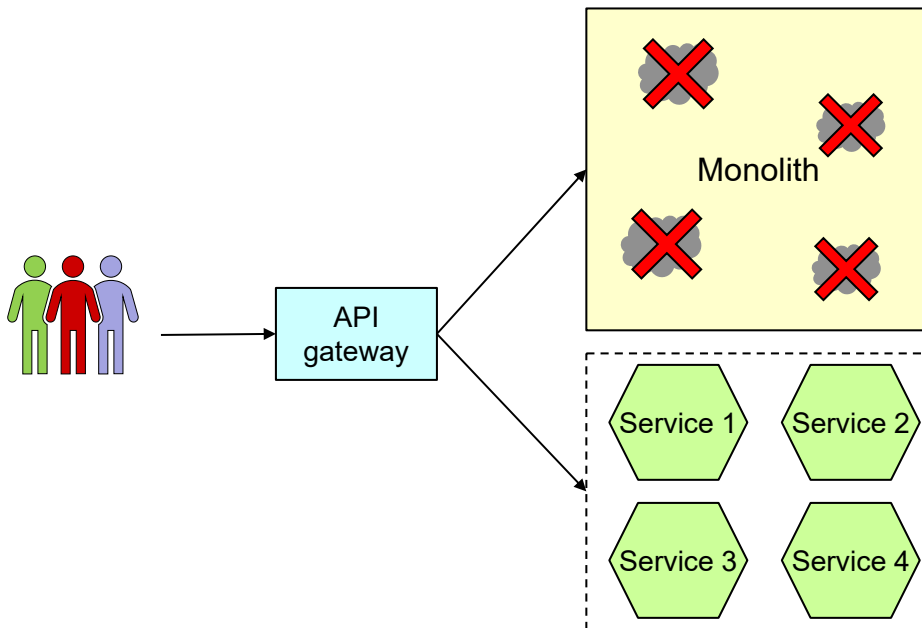 Monolith
API
gateway
Service 1
Service 2
Service 3
Service 4